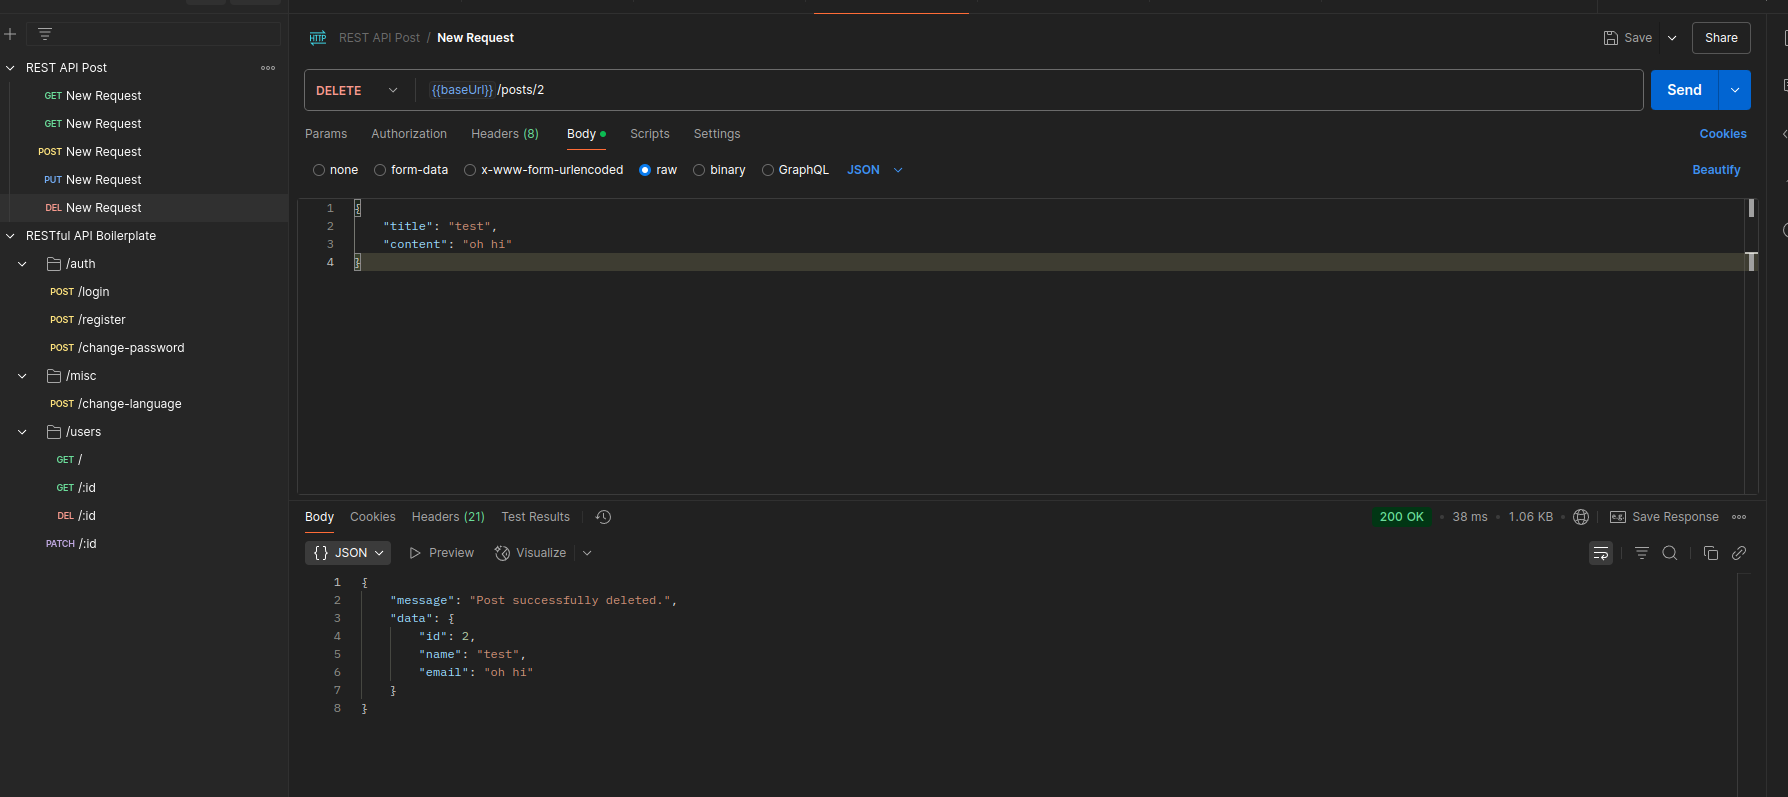 REST API Post
GET New Request
GET New Request
POST New Request
PUT New Request
DEL New Request
RESTful API Boilerplate
/auth
POST /login
POST /register
POST /change-password
/misc
POST /change-language
/users
GET /
GET /:id
DEL /:id
PATCH /:id
HTTP REST API Post / New Request
Save
Share
DELETE {{baseUrl}} /posts/2
Send
Params Authorization Headers (8) Body Scripts Settings Cookies
none form-data x-www-form-urlencoded raw binary GraphQL JSON Beautify
1 {
2 "title": "test",
3 "content": "oh hi"
4 }
Body Cookies Headers (21) Test Results 200 OK • 38 ms • 1.06 KB • e.g. Save Response
{} JSON Preview Visualize
1 {
2 "message": "Post successfully deleted.",
3 "data": {
4 "id": 2,
5 "name": "test",
6 "email": "oh hi"
7 }
8 }